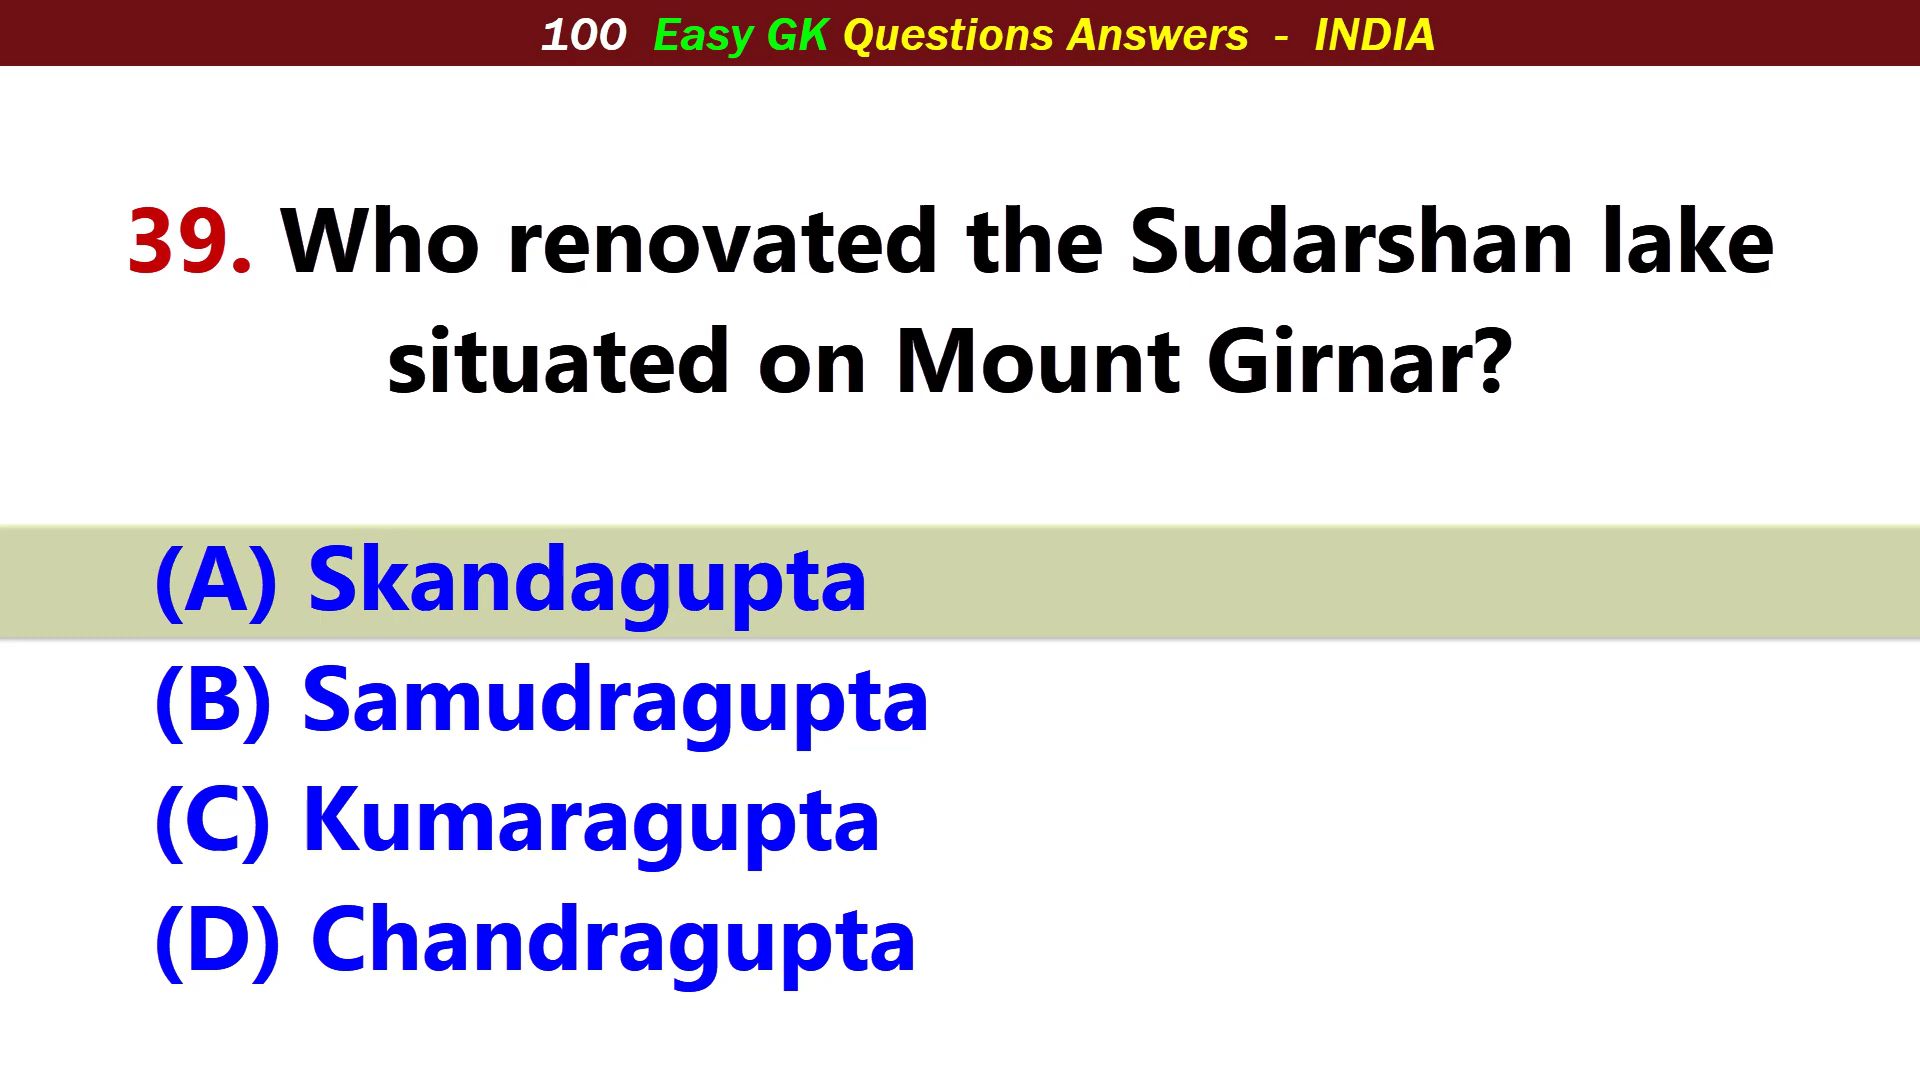 100 Easy GK Questions Answers - INDIA
39. Who renovated the Sudarshan lake
situated on Mount Girnar?
(A) Skandagupta
(B) Samudragupta
(C) Kumaragupta
(D) Chandragupta